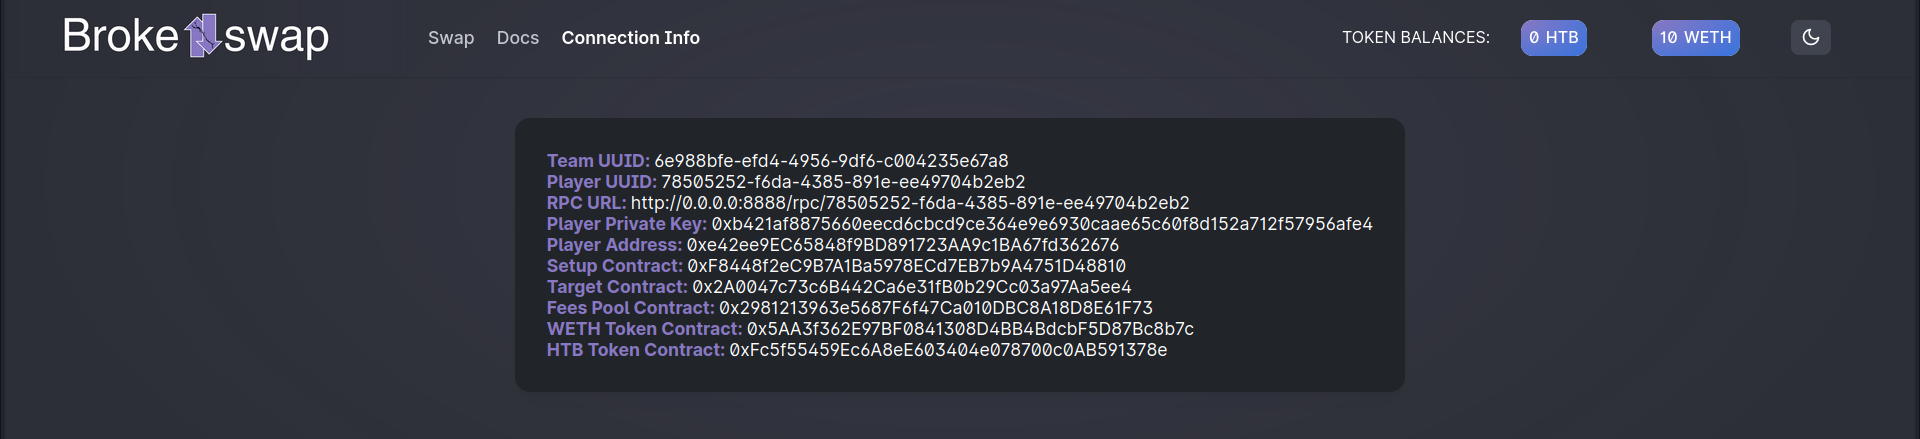 Broke swap Swap Docs Connection Info TOKEN BALANCES: 0 HTB 10 WETH
Team UUID: 6e988bfe-efd4-4956-9df6-c004235e67a8
Player UUID: 78505252-f6da-4385-891e-ee49704b2eb2
RPC URL: http://0.0.0.0:8888/rpc/78505252-f6da-4385-891e-ee49704b2eb2
Player Private Key: 0xb421af8875660eecd6cbcd9ce364e9e6930caae65c60f8d152a712f57956afe4
Player Address: 0xe42ee9EC65848f9BD891723AA9c1BA67fd362676
Setup Contract: 0xF8448f2eC9B7A1Ba5978ECd7EB7b9A4751D48810
Target Contract: 0x2A0047c73c6B442Ca6e31fB0b29Cc03a97Aa5ee4
Fees Pool Contract: 0x2981213963e5687F6f47Ca010DBC8A18D8E61F73
WETH Token Contract: 0x5AA3f362E97BF0841308D4BB4BdcbF5D87Bc8b7c
HTB Token Contract: 0xFc5f55459Ec6A8eE603404e078700c0AB591378e